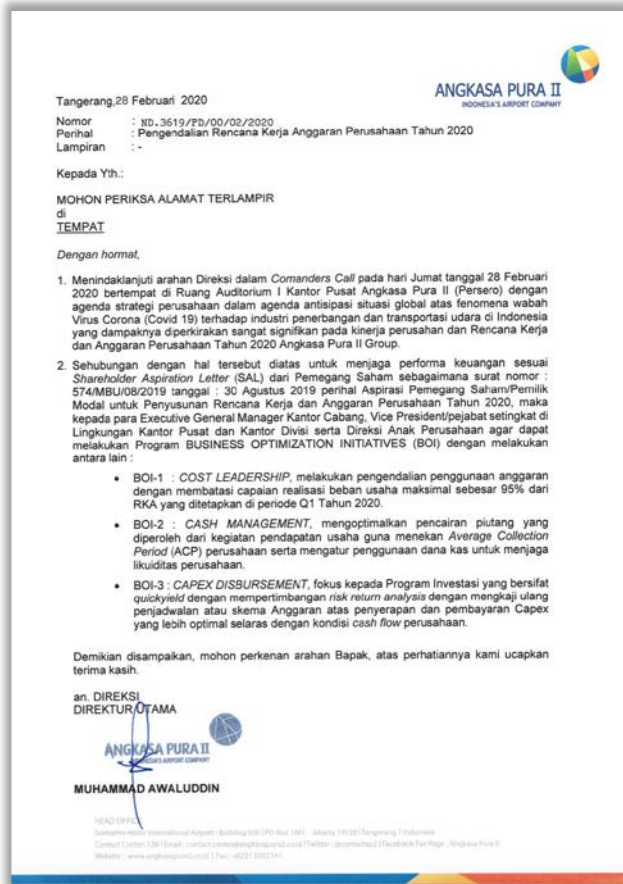 ANGKASA PURA II
INDONESIA'S AIRPORT COMPANY
Tangerang,28 Februari 2020
Nomor : ND.3619/PD/00/02/2020
Perihal : Pengendalian Rencana Kerja Anggaran Perusahaan Tahun 2020
Lampiran : -
Kepada Yth.:
MOHON PERIKSA ALAMAT TERLAMPIR
di
TEMPAT
Dengan hormat,
1. Menindaklanjuti arahan Direksi dalam Comanders Call pada hari Jumat tanggal 28 Februari
2020 bertempat di Ruang Auditorium I Kantor Pusat Angkasa Pura II (Persero) dengan
agenda strategi perusahaan dalam agenda antisipasi situasi global atas fenomena wabah
Virus Corona (Covid 19) terhadap industri penerbangan dan transportasi udara di Indonesia
yang dampaknya diperkirakan sangat signifikan pada kinerja perusahan dan Rencana Kerja
dan Anggaran Perusahaan Tahun 2020 Angkasa Pura II Group.
2. Sehubungan dengan hal tersebut diatas untuk menjaga performa keuangan sesuai
Shareholder Aspiration Letter (SAL) dari Pemegang Saham sebagaimana surat nomor :
574/MBU/08/2019 tanggal : 30 Agustus 2019 perihal Aspirasi Pemegang Saham/Pemilik
Modal untuk Penyusunan Rencana Kerja dan Anggaran Perusahaan Tahun 2020, maka
kepada para Executive General Manager Kantor Cabang, Vice President/pejabat setingkat di
Lingkungan Kantor Pusat dan Kantor Divisi serta Direksi Anak Perusahaan agar dapat
melakukan Program BUSINESS OPTIMIZATION INITIATIVES (BOI) dengan melakukan
antara lain :
• BOI-1 : COST LEADERSHIP, melakukan pengendalian penggunaan anggaran
dengan membatasi capaian realisasi beban usaha maksimal sebesar 95% dari
RKA yang ditetapkan di periode Q1 Tahun 2020.
• BOI-2 : CASH MANAGEMENT, mengoptimalkan pencairan piutang yang
diperoleh dari kegiatan pendapatan usaha guna menekan Average Collection
Period (ACP) perusahaan serta mengatur penggunaan dana kas untuk menjaga
likuiditas perusahaan.
• BOI-3 : CAPEX DISBURSEMENT, fokus kepada Program Investasi yang bersifat
quickyield dengan mempertimbangan risk return analysis dengan mengkaji ulang
penjadwalan atau skema Anggaran atas penyerapan dan pembayaran Capex
yang lebih optimal selaras dengan kondisi cash flow perusahaan.
Demikian disampaikan, mohon perkenan arahan Bapak, atas perhatiannya kami ucapkan
terima kasih.
an. DIREKSI
DIREKTUR UTAMA
ANGKASA PURA II
INDONESIA'S AIRPORT COMPANY
MUHAMMAD AWALUDDIN
HEAD OFFICE
Soekarno-Hatta International Airport